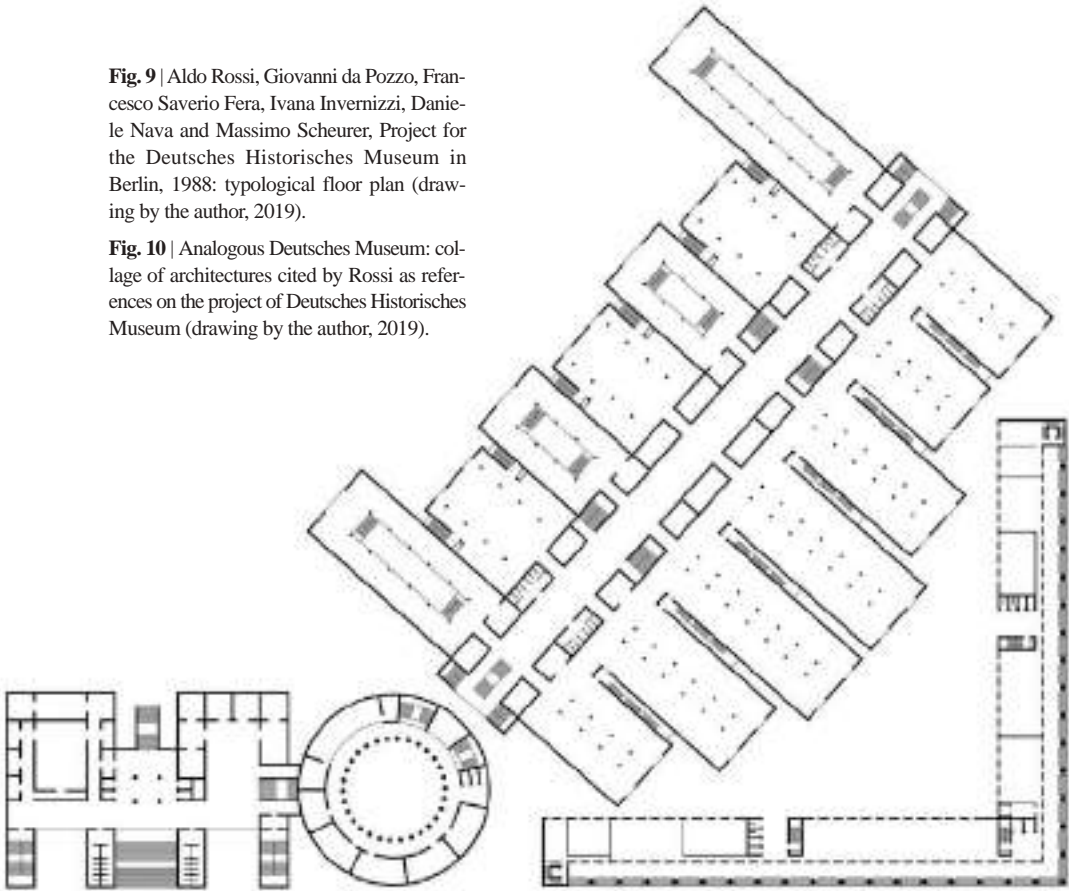 Fig. 9 | Aldo Rossi, Giovanni da Pozzo, Fran-
cesco Saverio Fera, Ivana Invernizzi, Danie-
le Nava and Massimo Scheurer, Project for
the Deutsches Historisches Museum in
Berlin, 1988: typological floor plan (draw-
ing by the author, 2019).
Fig. 10 | Analogous Deutsches Museum: col-
lage of architectures cited by Rossi as refer-
ences on the project of Deutsches Historisches
Museum (drawing by the author, 2019).